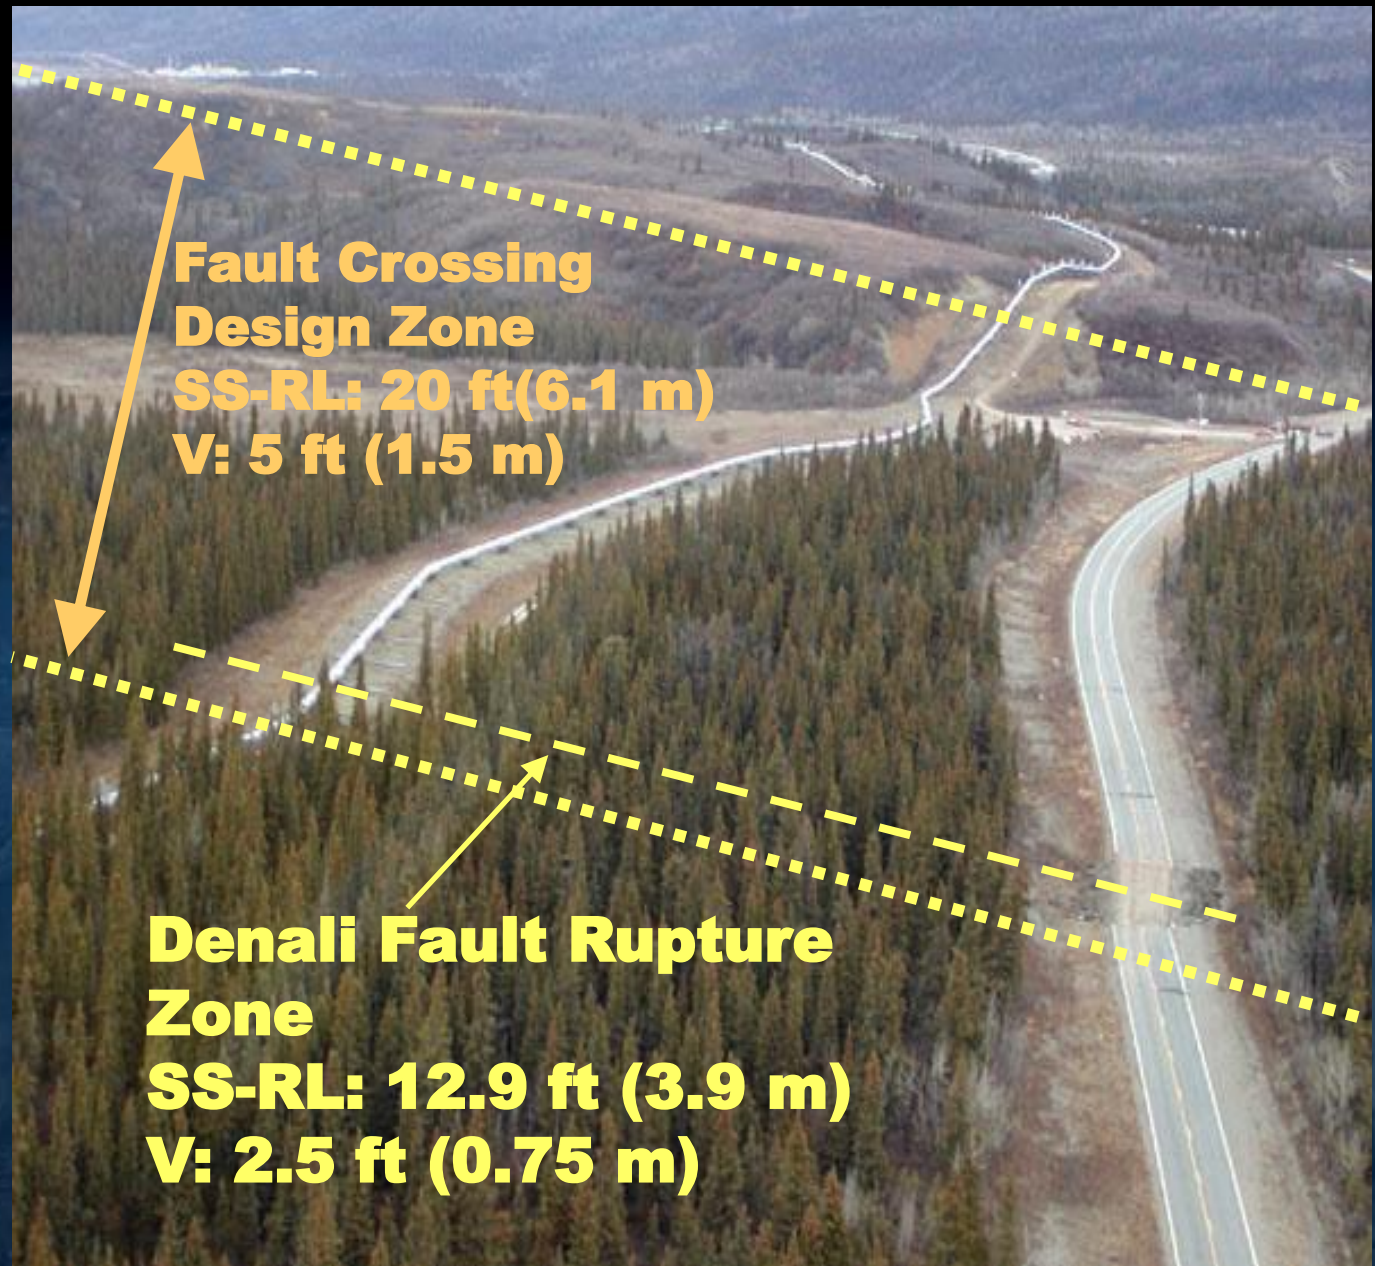 Fault Crossing
Design Zone
SS-RL: 20 ft(6.1 m)
V: 5 ft (1.5 m)
Denali Fault Rupture
Zone
SS-RL: 12.9 ft (3.9 m)
V: 2.5 ft (0.75 m)